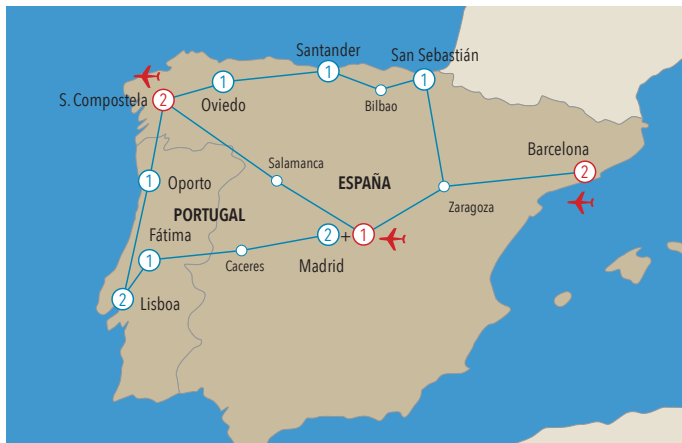 Santander
San Sebastián
1
1
1
S. Compostela
2
Oviedo
Bilbao
Barcelona
2
Salamanca
1
Oporto
ESPAÑA
Zaragoza
PORTUGAL
Fátima
2
+
1
1
Caceres
Madrid
2
Lisboa